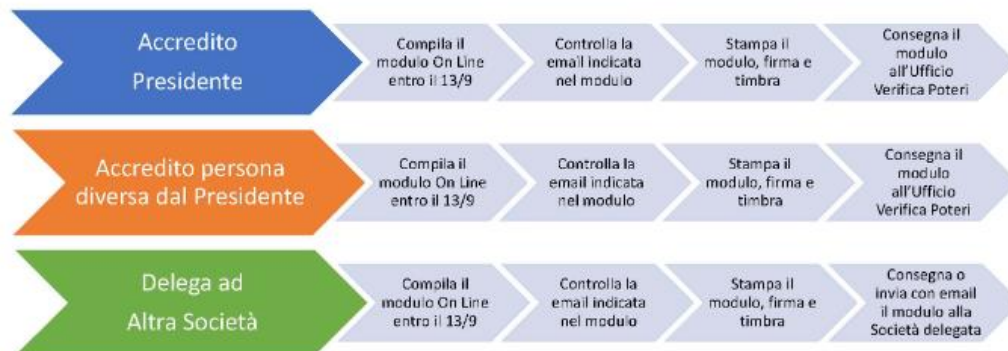 Accredito
Presidente
Compila il
modulo On Line
entro il 13/9
Controlla la
email indicata
nel modulo
Stampa il
modulo, firma e
timbra
Consegna il
modulo
all'Ufficio
Verifica Poteri
Accredito persona
diversa dal Presidente
Compila il
modulo On Line
entro il 13/9
Controlla la
email indicata
nel modulo
Stampa il
modulo, firma e
timbra
Consegna il
modulo
all'Ufficio
Verifica Poteri
Delega ad
Altra Società
Compila il
modulo On Line
entro il 13/9
Controlla la
email indicata
nel modulo
Stampa il
modulo, firma e
timbra
Consegna o
invia con email
il modulo alla
Società delegata